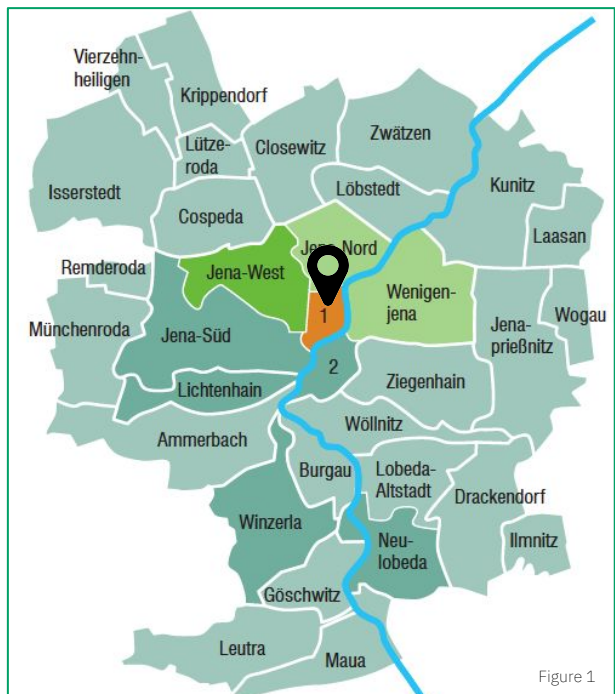 Vierzehn-
heiligen
Krippendorf
Lütze-
roda
Closewitz
Zwätzen
Isserstedt
Löbstedt
Kunitz
Cospeda
Laasan
Jena-Nord
Remderoda
Jena-West
Wenigen-
jena
Münchenroda
Jena-Süd
1
Jena-
prießnitz
Wogau
2
Lichtenhain
Ziegenhain
Ammerbach
Wöllnitz
Burgau
Lobeda-
Altstadt
Drackendorf
Winzerla
Neu-
lobeda
Ilmnitz
Göschwitz
Leutra
Maua
Figure 1